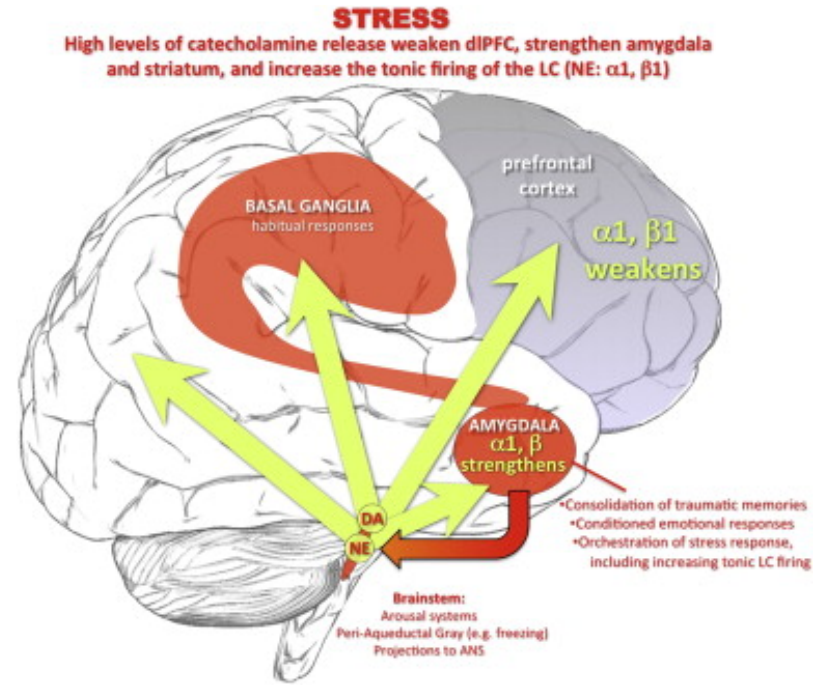 STRESS
High levels of catecholamine release weaken dlPFC, strengthen amygdala
and striatum, and increase the tonic firing of the LC (NE: α1, β1)
prefrontal
cortex
BASAL GANGLIA
habitual responses
α1, β1
weakens
AMYGDALA
α1, β
strengthens
•Consolidation of traumatic memories
•Conditioned emotional responses
•Orchestration of stress response,
including increasing tonic LC firing
DA
NE
Brainstem:
Arousal systems
Peri-Aqueductal Gray (e.g. freezing)
Projections to ANS